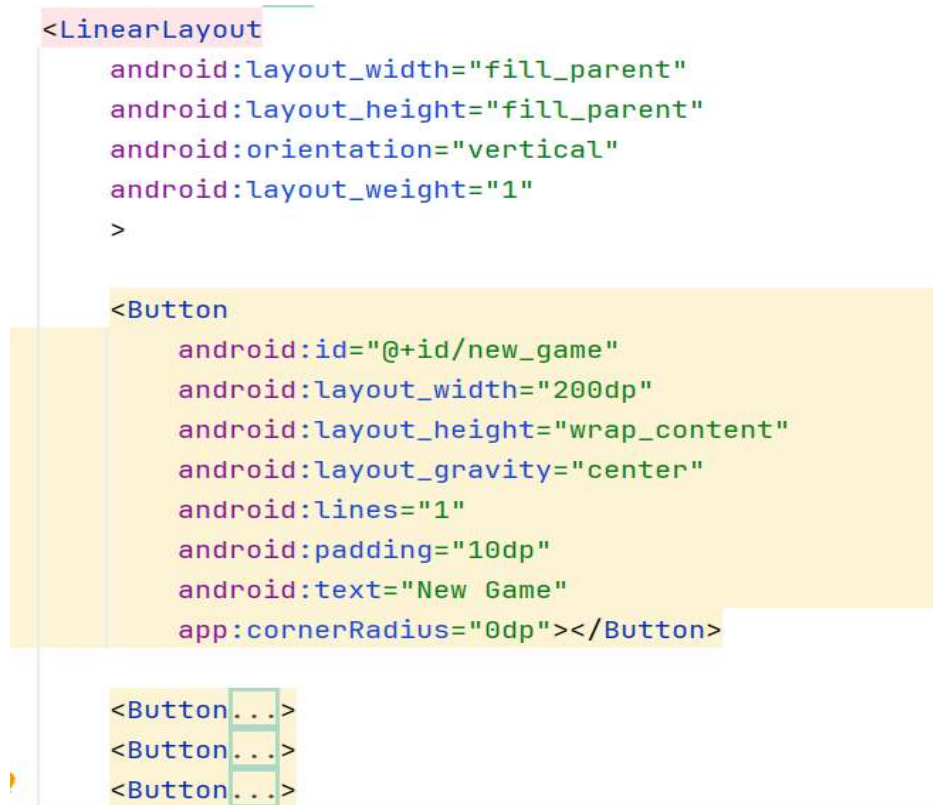 <LinearLayout
android:layout_width="fill_parent"
android:layout_height="fill_parent"
android:orientation="vertical"
android:layout_weight="1"
>
<Button
android:id="@+id/new_game"
android:layout_width="200dp"
android:layout_height="wrap_content"
android:layout_gravity="center"
android:lines="1"
android:padding="10dp"
android:text="New Game"
app:cornerRadius="0dp"></Button>
<Button...>
<Button...>
<Button...>